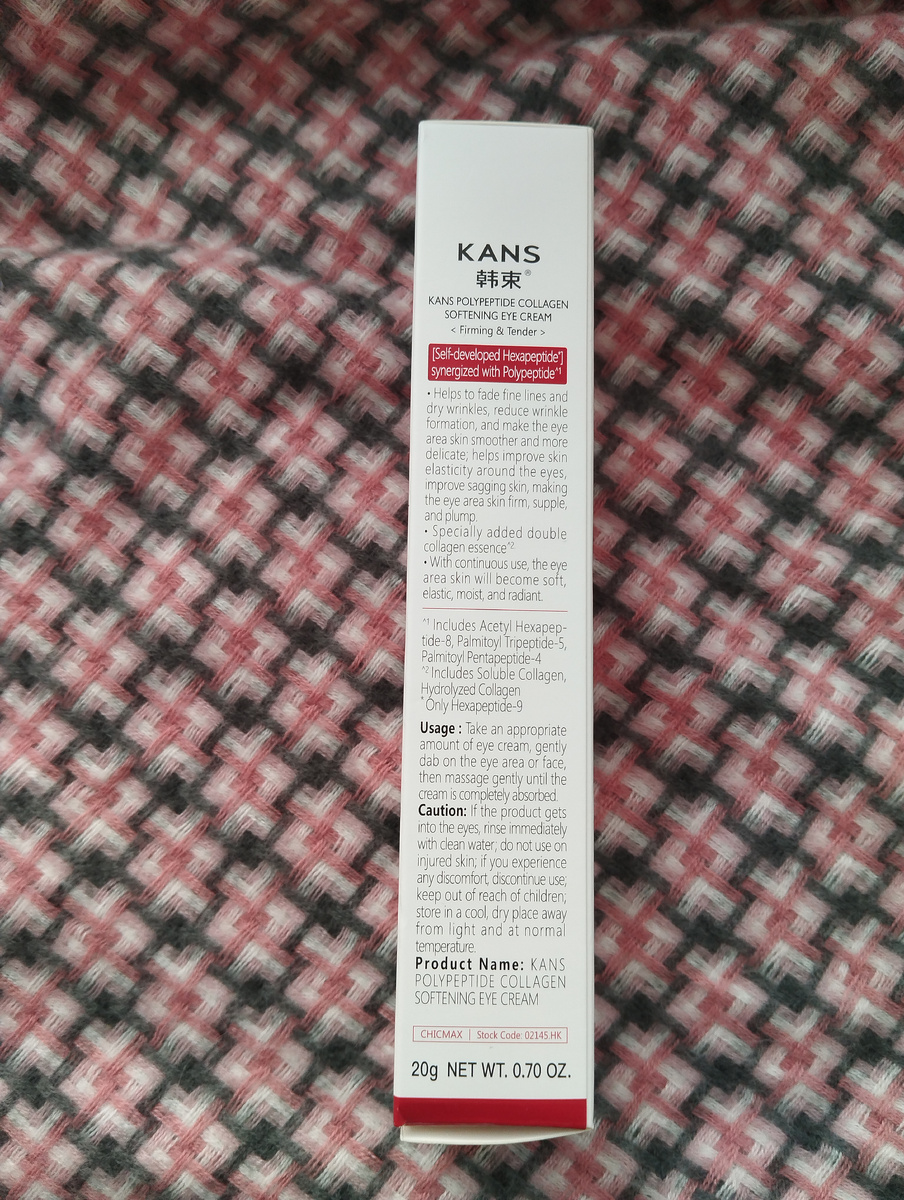 KANS
韩束®
KANS POLYPEPTIDE COLLAGEN
SOFTENING EYE CREAM
< Firming & Tender >
[Self-developed Hexapeptide*]
synergized with Polypeptide^1
• Helps to fade fine lines and
dry wrinkles, reduce wrinkle
formation, and make the eye
area skin smoother and more
delicate; helps improve skin
elasticity around the eyes,
improve sagging skin, making
the eye area skin firm, supple,
and plump.
• Specially added double
collagen essence^2
• With continuous use, the eye
area skin will become soft,
elastic, moist, and radiant.
^1 Includes Acetyl Hexapep-
tide-8, Palmitoyl Tripeptide-5,
Palmitoyl Pentapeptide-4
^2 Includes Soluble Collagen,
Hydrolyzed Collagen
* Only Hexapeptide-9
Usage : Take an appropriate
amount of eye cream, gently
dab on the eye area or face,
then massage gently until the
cream is completely absorbed.
Caution: If the product gets
into the eyes, rinse immediately
with clean water; do not use on
injured skin; if you experience
any discomfort, discontinue use;
keep out of reach of children;
store in a cool, dry place away
from light and at normal
temperature.
Product Name: KANS
POLYPEPTIDE COLLAGEN
SOFTENING EYE CREAM
CHICMAX | Stock Code: 02145.HK
20g NET WT. 0.70 OZ.